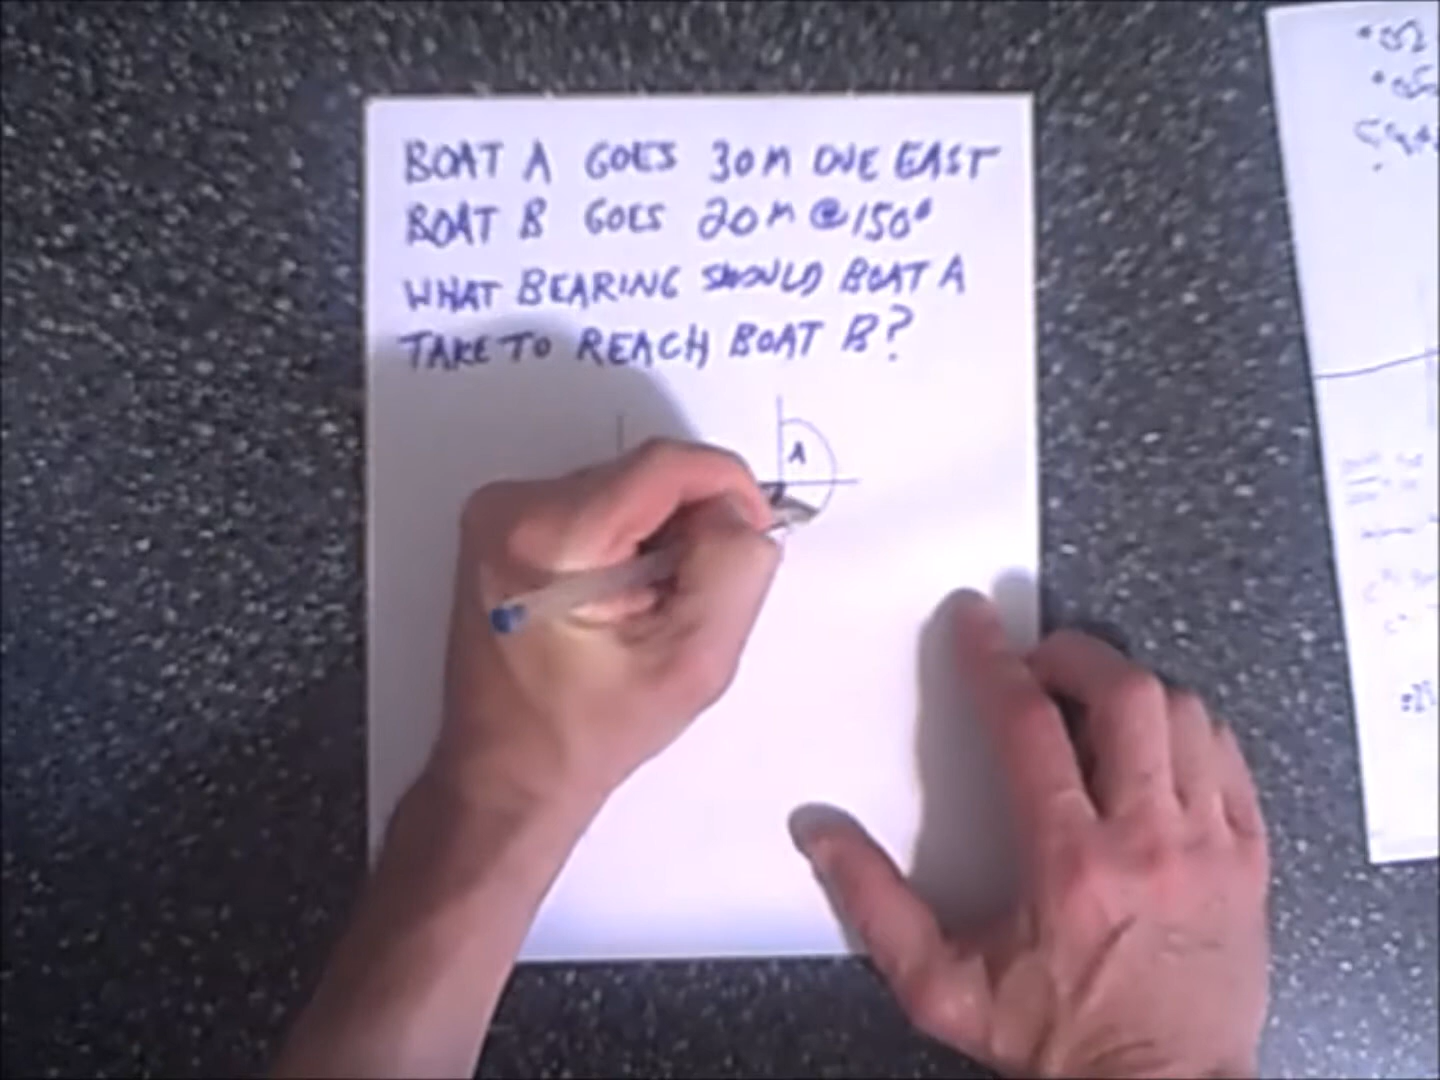 BOAT A GOES 30M DUE EAST
BOAT B GOES 20M @ 150°
WHAT BEARING SHOULD BOAT A
TAKE TO REACH BOAT B?
A